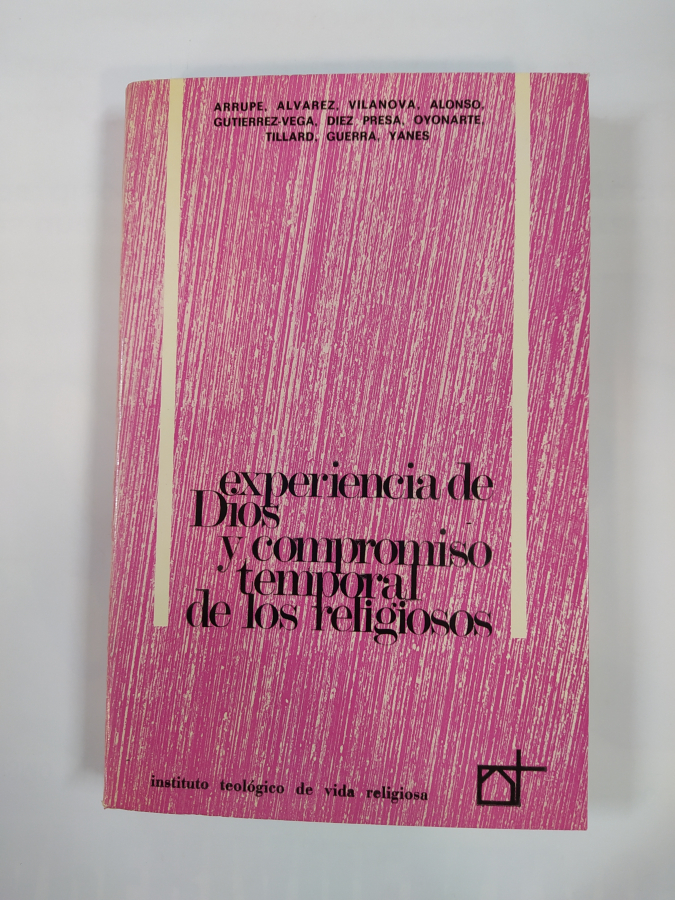 ARRUPE, ALVAREZ, VILANOVA, ALONSO,
GUTIERREZ-VEGA, DIEZ PRESA, OYONARTE,
TILLARD, GUERRA, YANES
experiencia de
Dios
y compromiso
temporal
de los religiosos
instituto teológico de vida religiosa